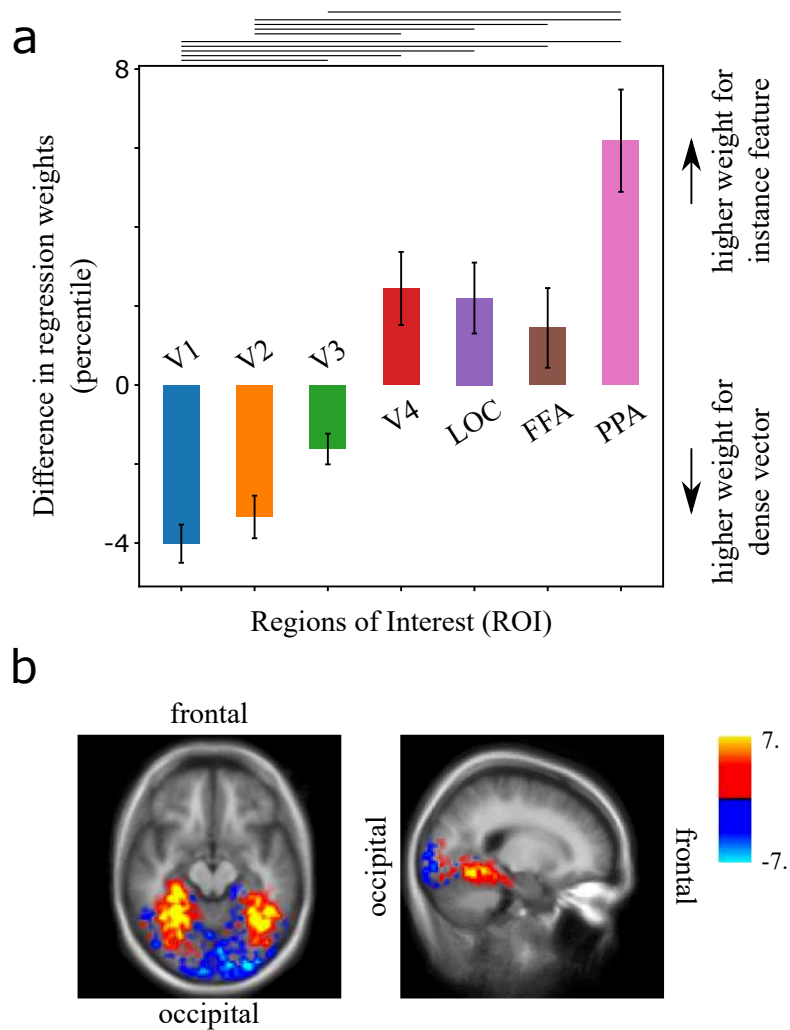 a
8
0
-4
Difference in regression weights
(percentile)
V1
V2
V3
V4
LOC
FFA
PPA
higher weight for
instance feature
higher weight for
dense vector
Regions of Interest (ROI)
b
frontal
occipital
occipital
frontal
7.
-7.